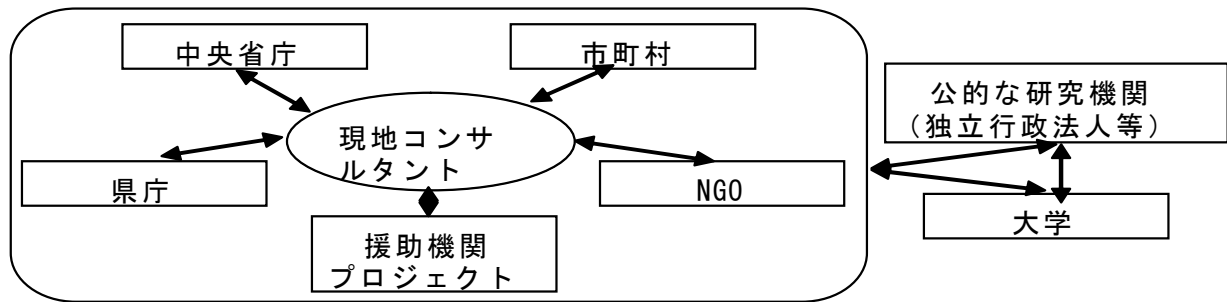 中央省庁
市町村
公的な研究機関
（独立行政法人等）
現地コンサ
ルタント
県庁
NGO
大学
援助機関
プロジェクト